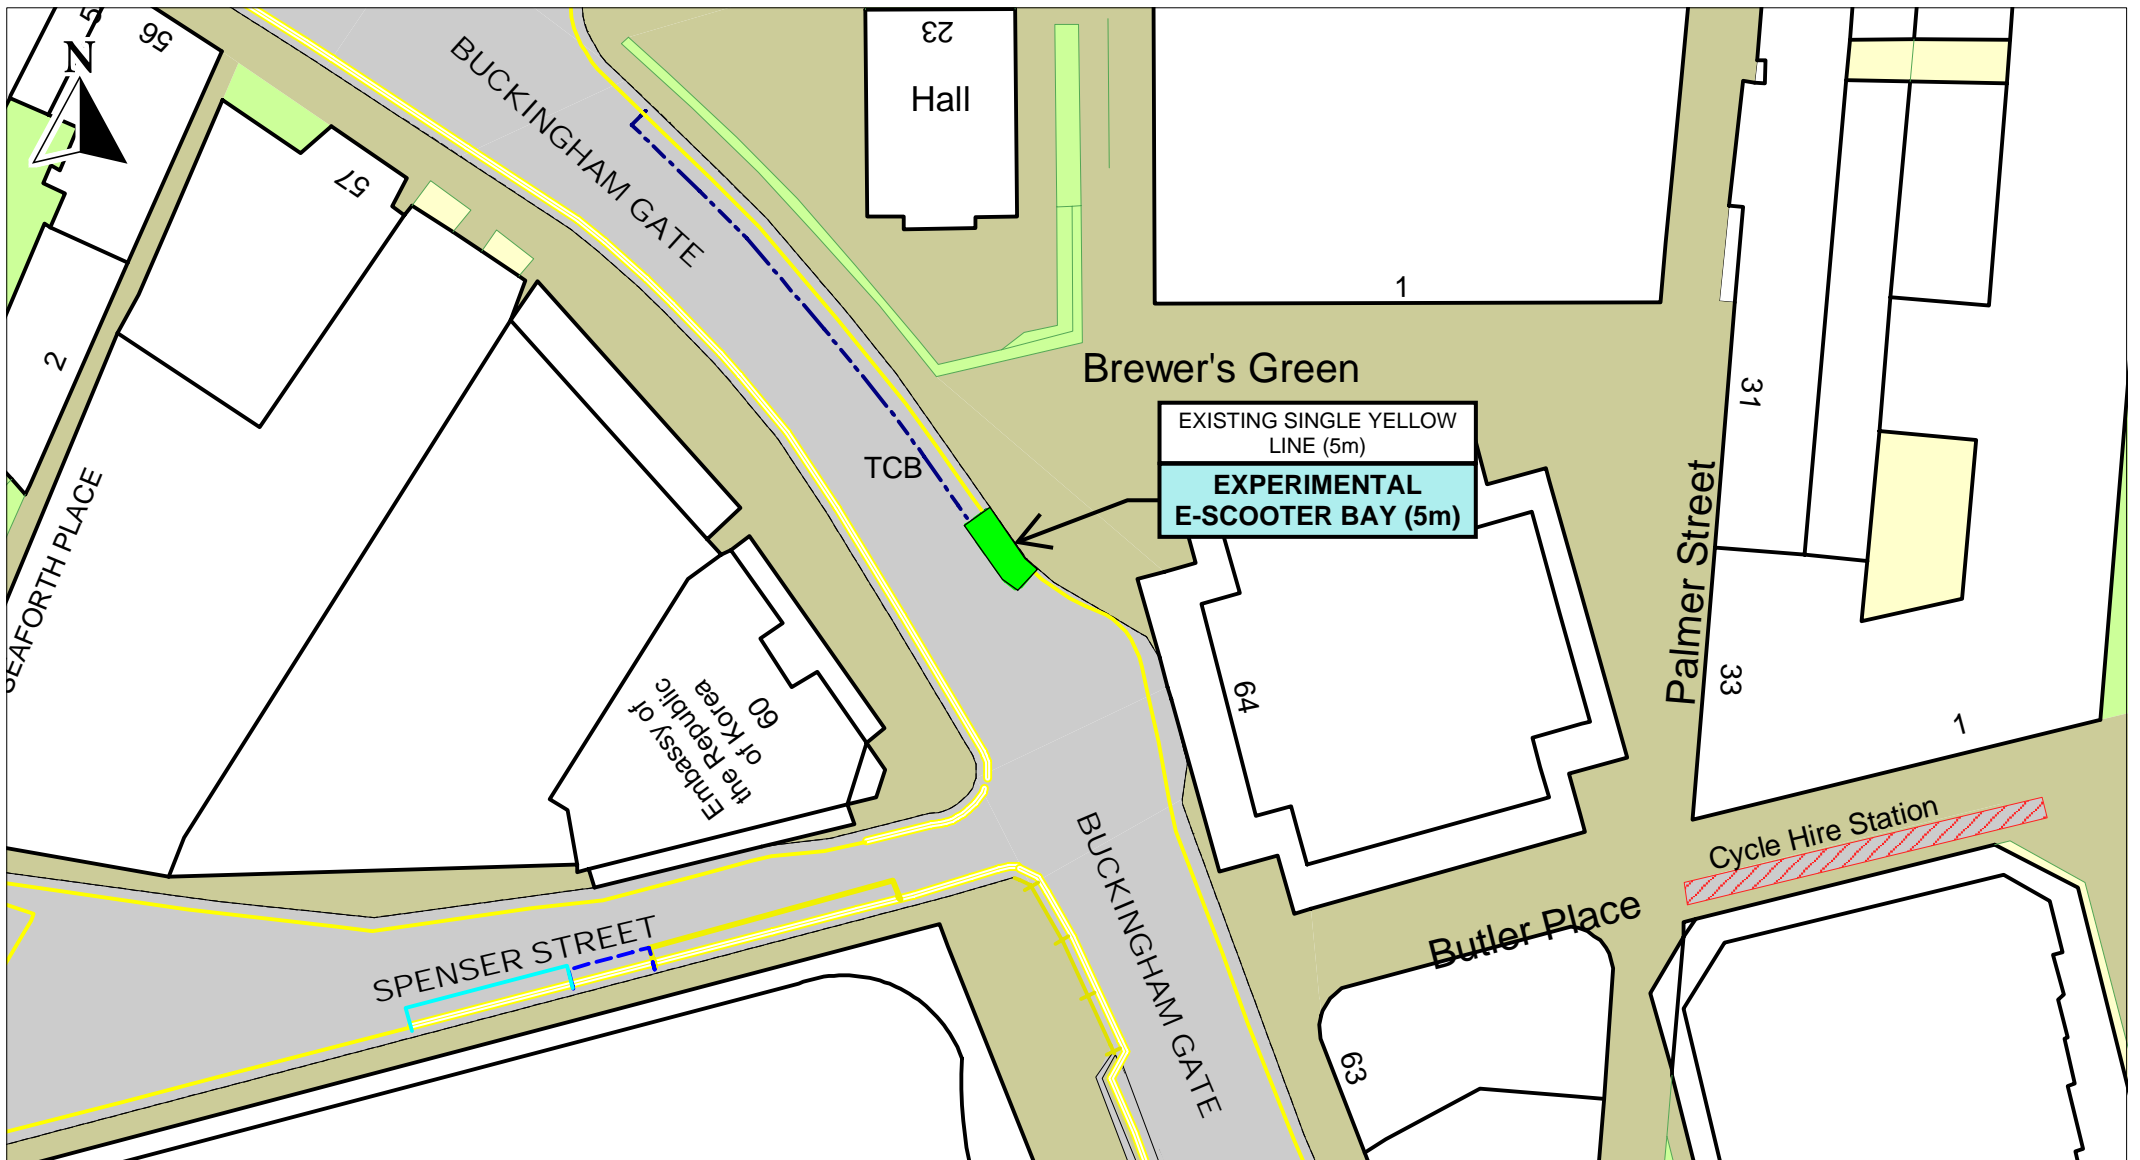 5
56
N
BUCKINGHAM GATE
23
Hall
57
1
2
Brewer's Green
31
EXISTING SINGLE YELLOW
LINE (5m)
EXPERIMENTAL
E-SCOOTER BAY (5m)
TCB
SEAFORTH PLACE
Palmer Street
33
64
1
60
Embassy of
the Republic
of Korea
Cycle Hire Station
BUCKINGHAM GATE
Butler Place
SPENSER STREET
63